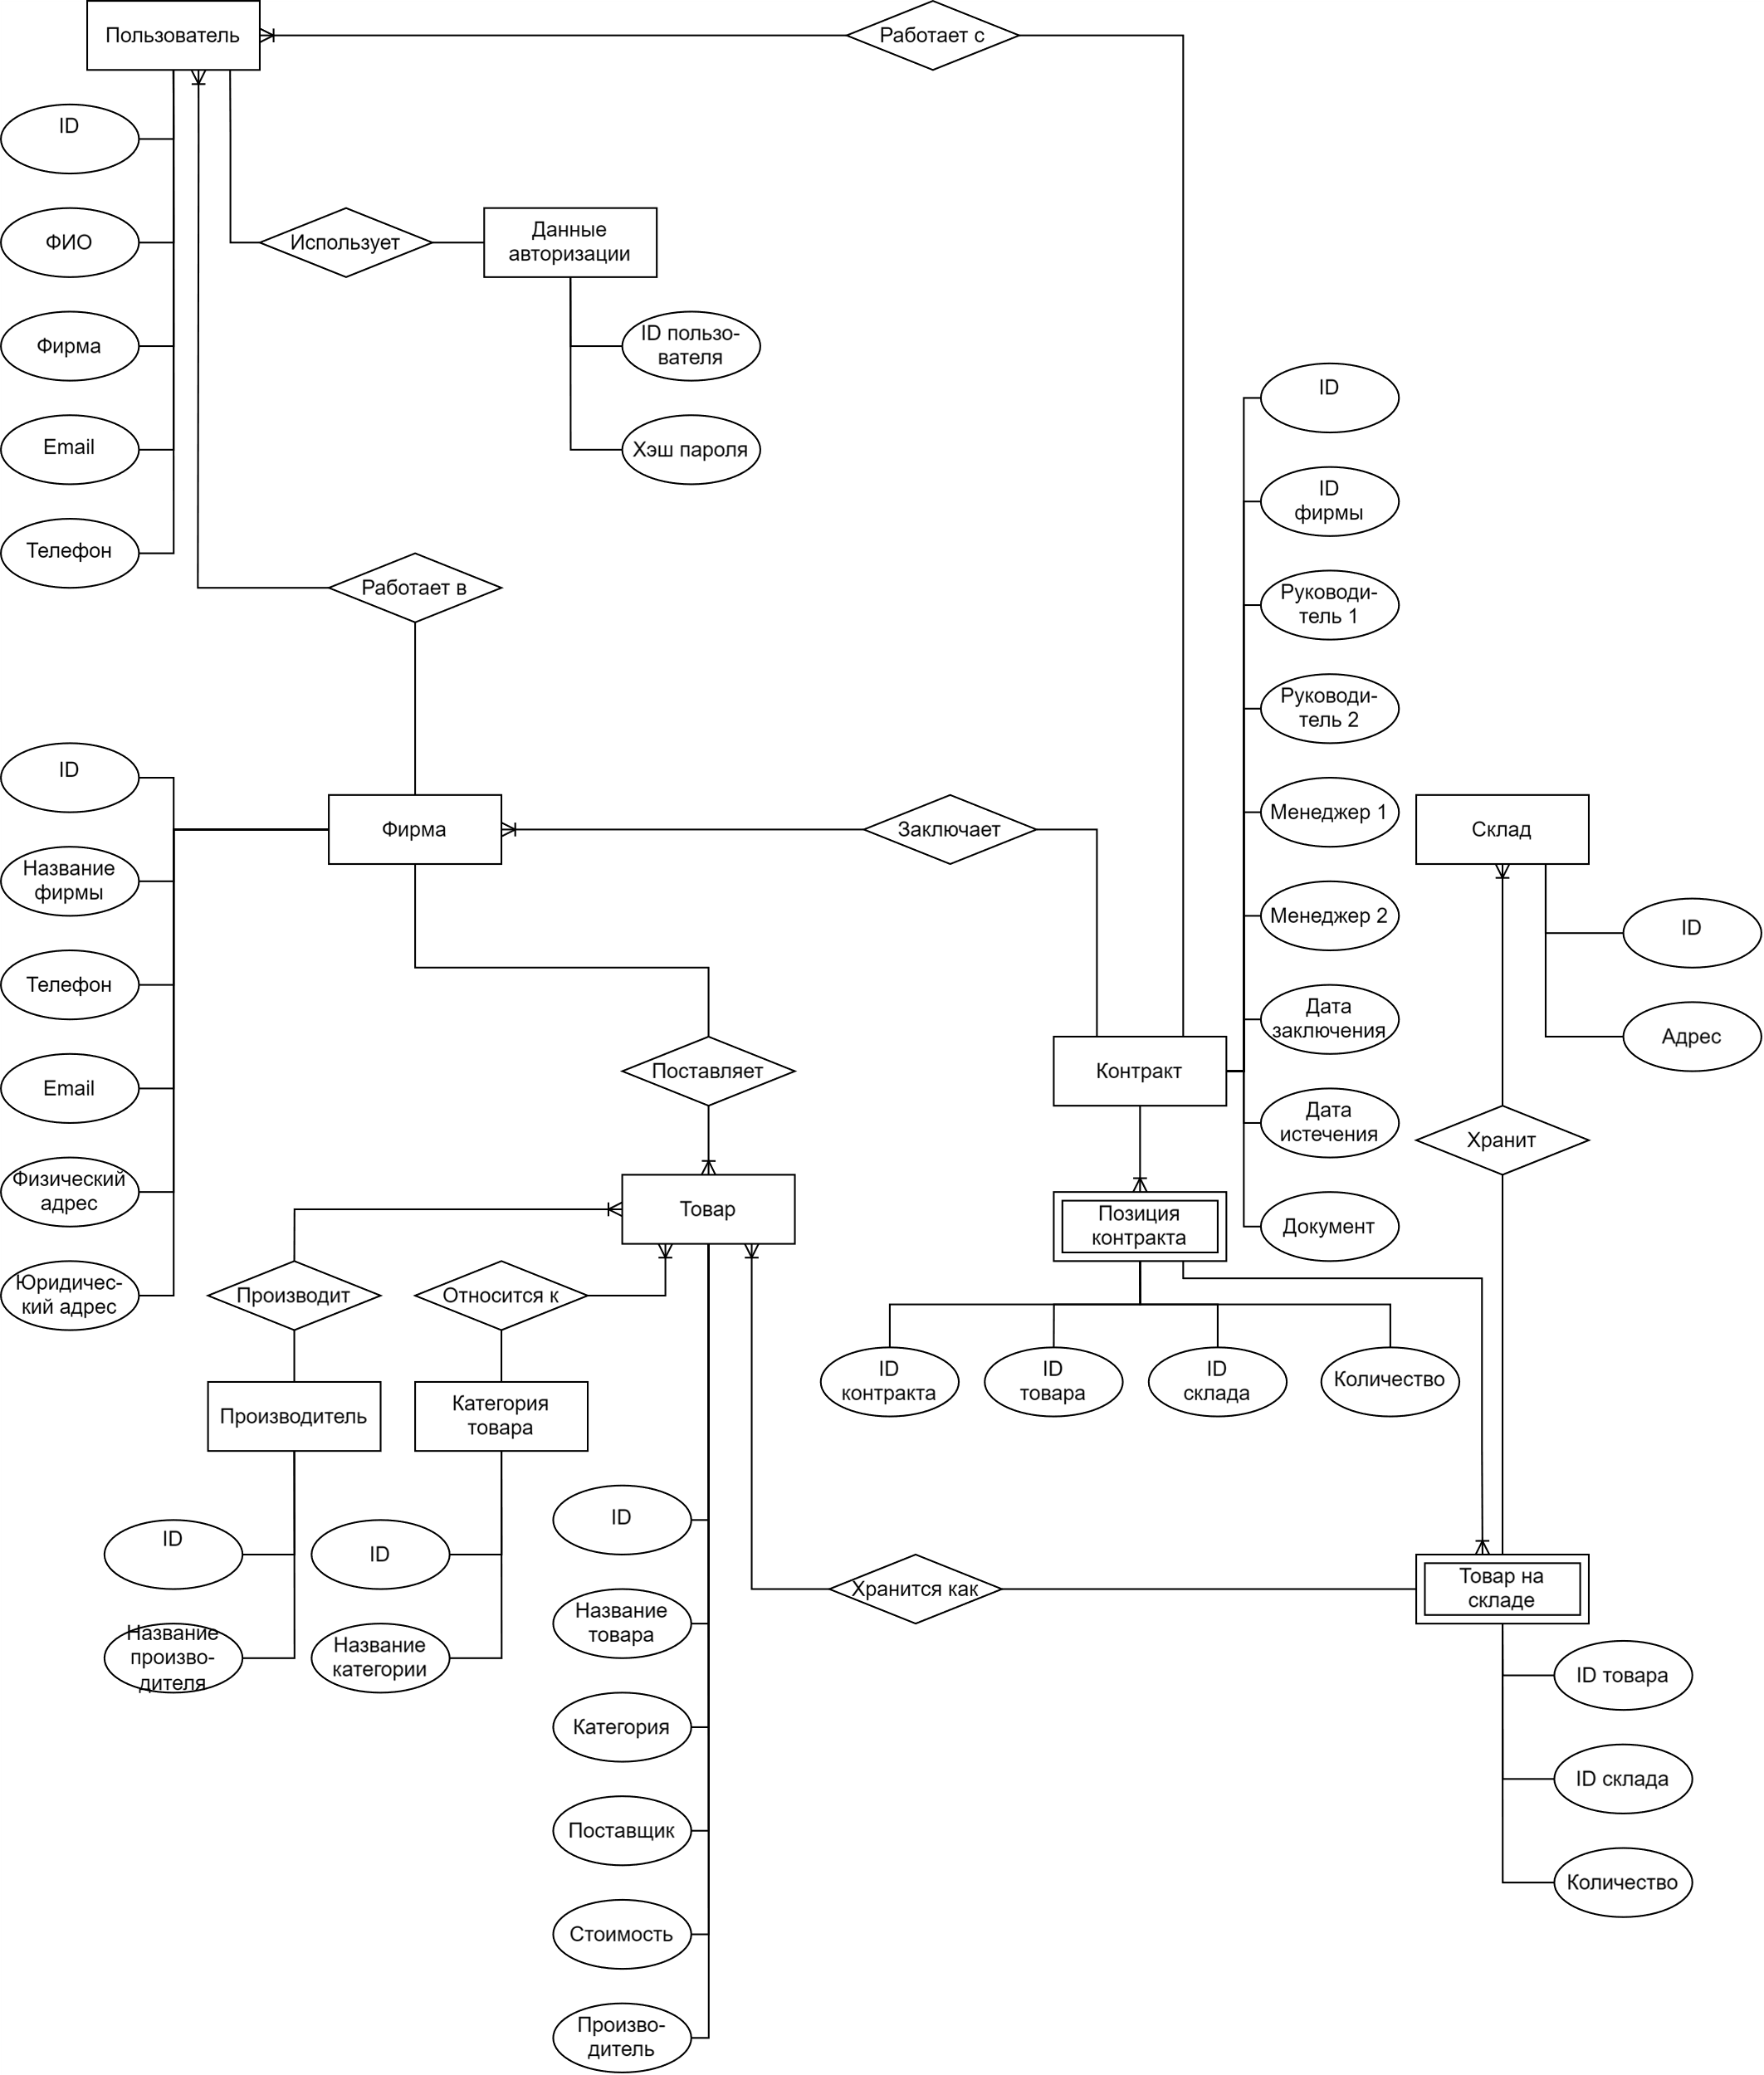 Пользователь
Работает с
ID
ФИО
Использует
Данные
авторизации
Фирма
ID пользо-
вателя
Email
Хэш пароля
Телефон
Работает в
ID
ID
фирмы
Руководи-
тель 1
Руководи-
тель 2
Менеджер 1
Менеджер 2
Дата
заключения
Дата
истечения
Документ
ID
Название
фирмы
Телефон
Email
Физический
адрес
Юридичес-
кий адрес
Фирма
Заключает
Склад
ID
Адрес
Поставляет
Контракт
Хранит
Товар
Позиция
контракта
Производит
Относится к
ID
контракта
ID
товара
ID
склада
Количество
Производитель
Категория
товара
ID
Название
произво-
дителя
ID
Название
категории
ID
Название
товара
Категория
Поставщик
Стоимость
Произво-
дитель
Хранится как
Товар на
складе
ID товара
ID склада
Количество